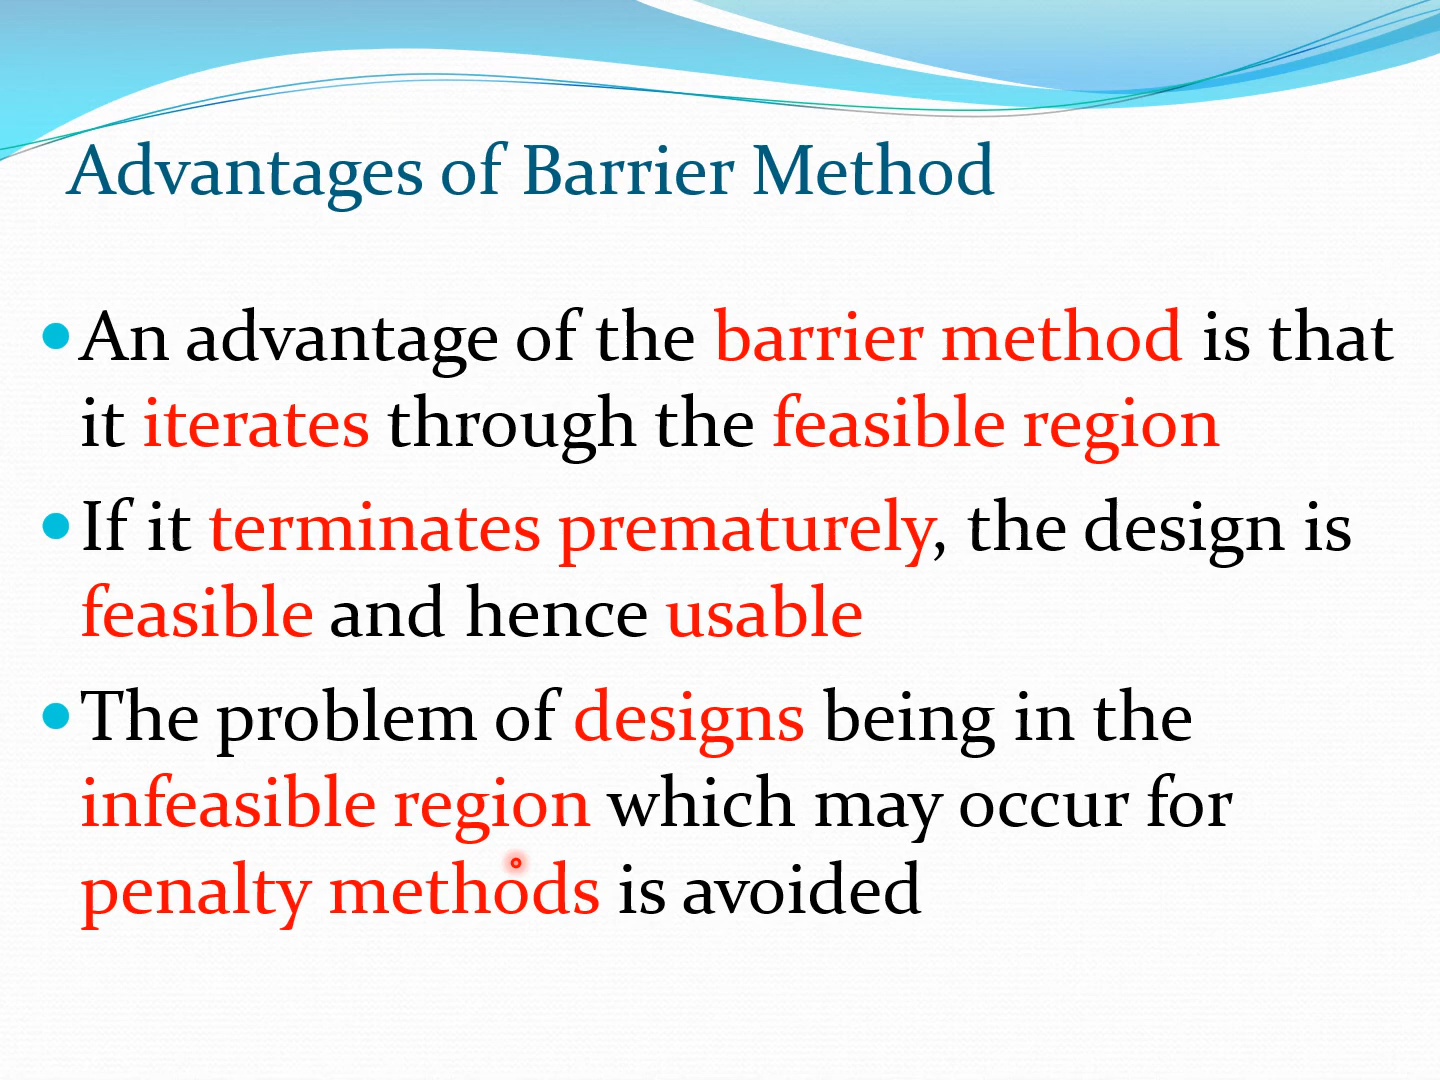 Advantages of Barrier Method
•An advantage of the barrier method is that
it iterates through the feasible region
•If it terminates prematurely, the design is
feasible and hence usable
•The problem of designs being in the
infeasible region which may occur for
penalty methods is avoided